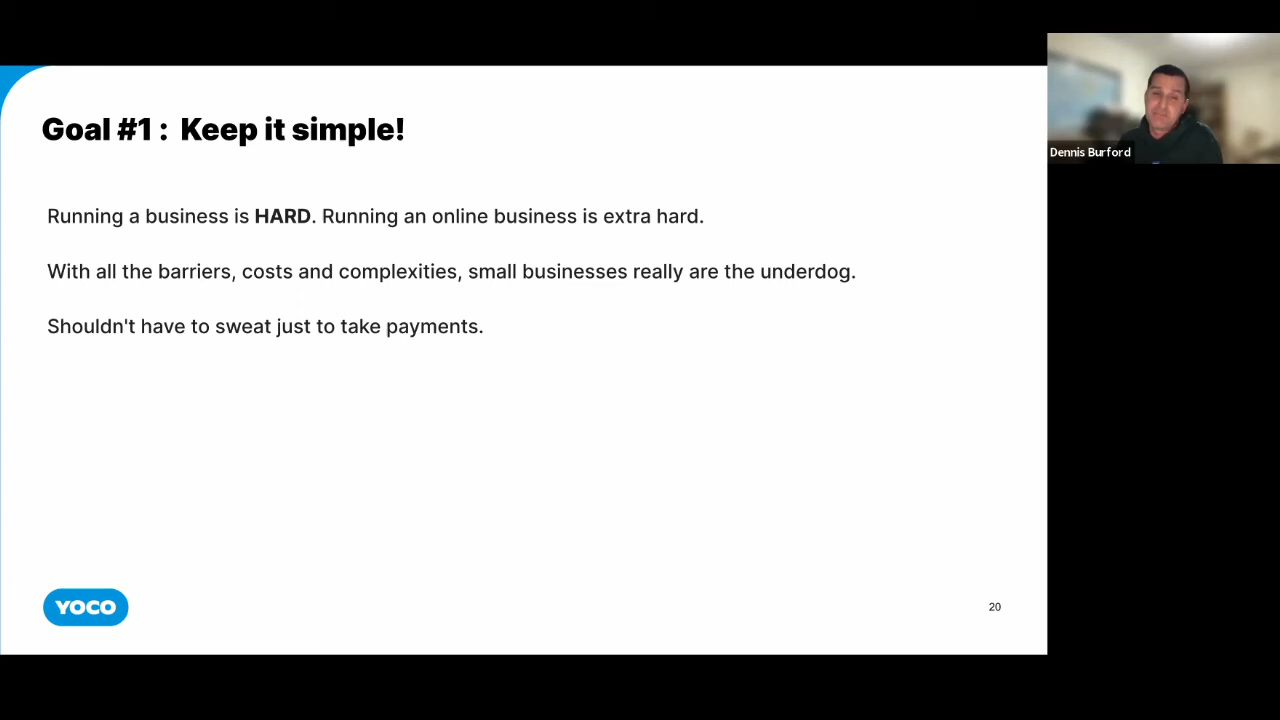 Goal #1 :  Keep it simple!
Running a business is HARD. Running an online business is extra hard.
With all the barriers, costs and complexities, small businesses really are the underdog.
Shouldn't have to sweat just to take payments.
YOCO
20
Dennis Burford